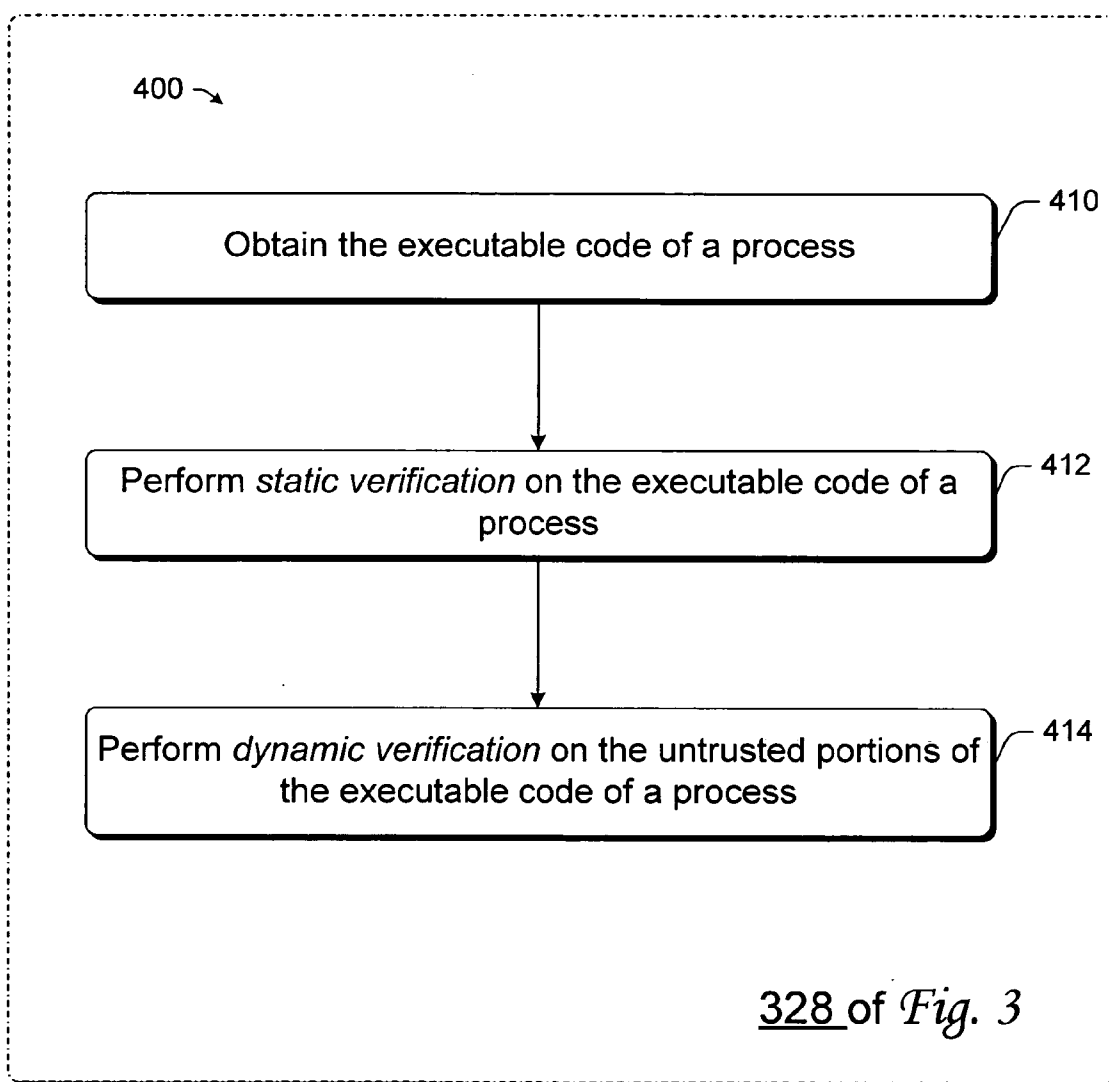 400
410
Obtain the executable code of a process
412
Perform static verification on the executable code of a
process
414
Perform dynamic verification on the untrusted portions of
the executable code of a process
328 of Fig. 3